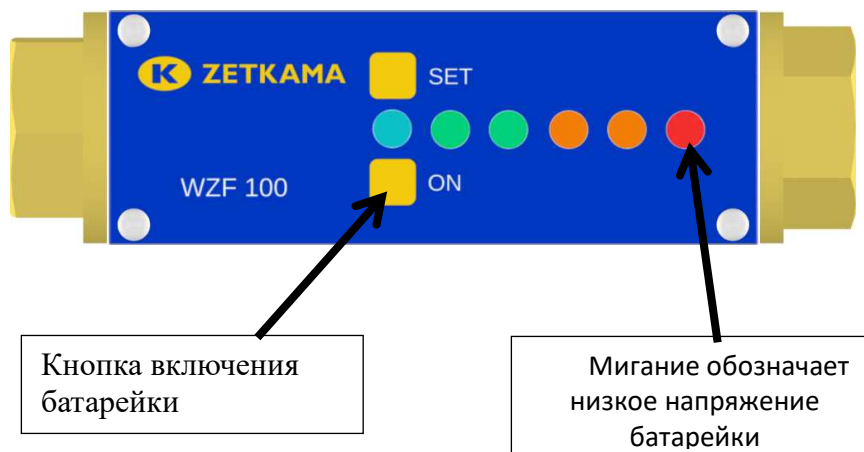 K ZETKAMA
SET
WZF 100
ON
Кнопка включения
батарейки
Мигание обозначает
низкое напряжение
батарейки